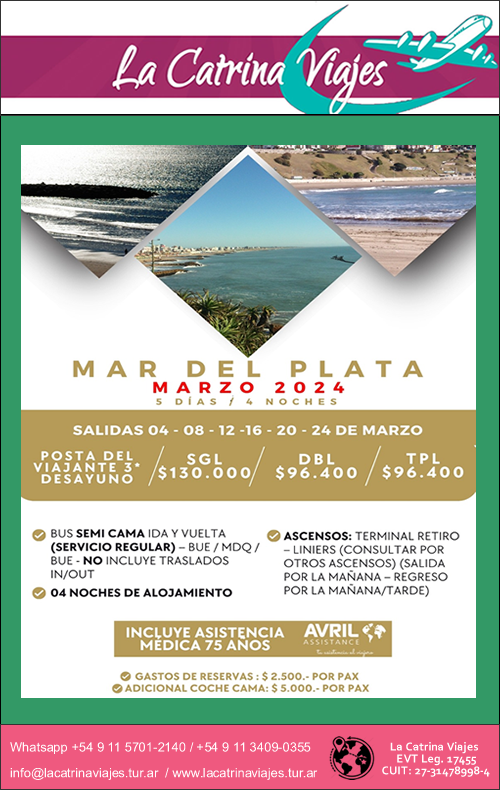 La Catrina Viajes
MAR DEL PLATA
MARZO 2024
5 DÍAS / 4 NOCHES
SALIDAS 04 - 08 - 12 -16 - 20 - 24 DE MARZO
POSTA DEL
VIAJANTE 3*
DESAYUNO
SGL
$130.000
DBL
$96.400
TPL
$96.400
BUS SEMI CAMA IDA Y VUELTA
(SERVICIO REGULAR) – BUE / MDQ /
BUE - NO INCLUYE TRASLADOS
IN/OUT
04 NOCHES DE ALOJAMIENTO
ASCENSOS: TERMINAL RETIRO
– LINIERS (CONSULTAR POR
OTROS ASCENSOS) (SALIDA
POR LA MAÑANA – REGRESO
POR LA MAÑANA/TARDE)
INCLUYE ASISTENCIA
MÉDICA 75 AÑOS
AVRIL
ASSISTANCE
tu asistencia al viajero
GASTOS DE RESERVAS : $ 2.500.- POR PAX
ADICIONAL COCHE CAMA: $ 5.000.- POR PAX
Whatsapp +54 9 11 5701-2140 / +54 9 11 3409-0355
info@lacatrinaviajes.tur.ar / www.lacatrinaviajes.tur.ar
La Catrina Viajes
EVT Leg. 17455
CUIT: 27-31478998-4